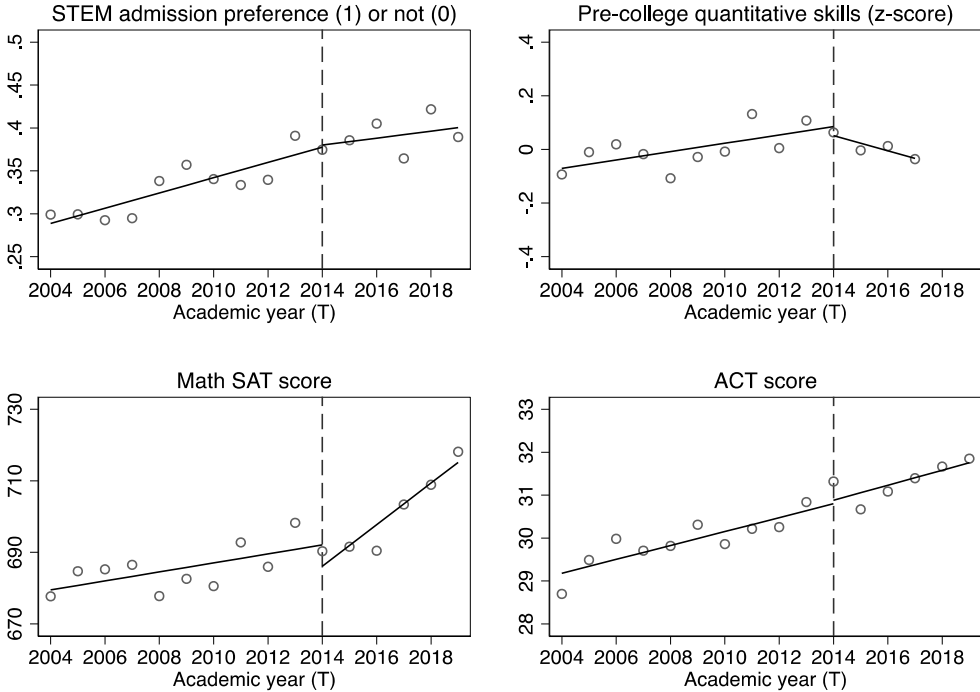 STEM admission preference (1) or not (0)
.5
.45
.4
.35
.3
.25
2004 2006 2008 2010 2012 2014 2016 2018
Academic year (T)
Pre-college quantitative skills (z-score)
.4
.2
0
-.2
-.4
2004 2006 2008 2010 2012 2014 2016 2018
Academic year (T)
Math SAT score
730
710
690
670
2004 2006 2008 2010 2012 2014 2016 2018
Academic year (T)
ACT score
33
32
31
30
29
28
2004 2006 2008 2010 2012 2014 2016 2018
Academic year (T)